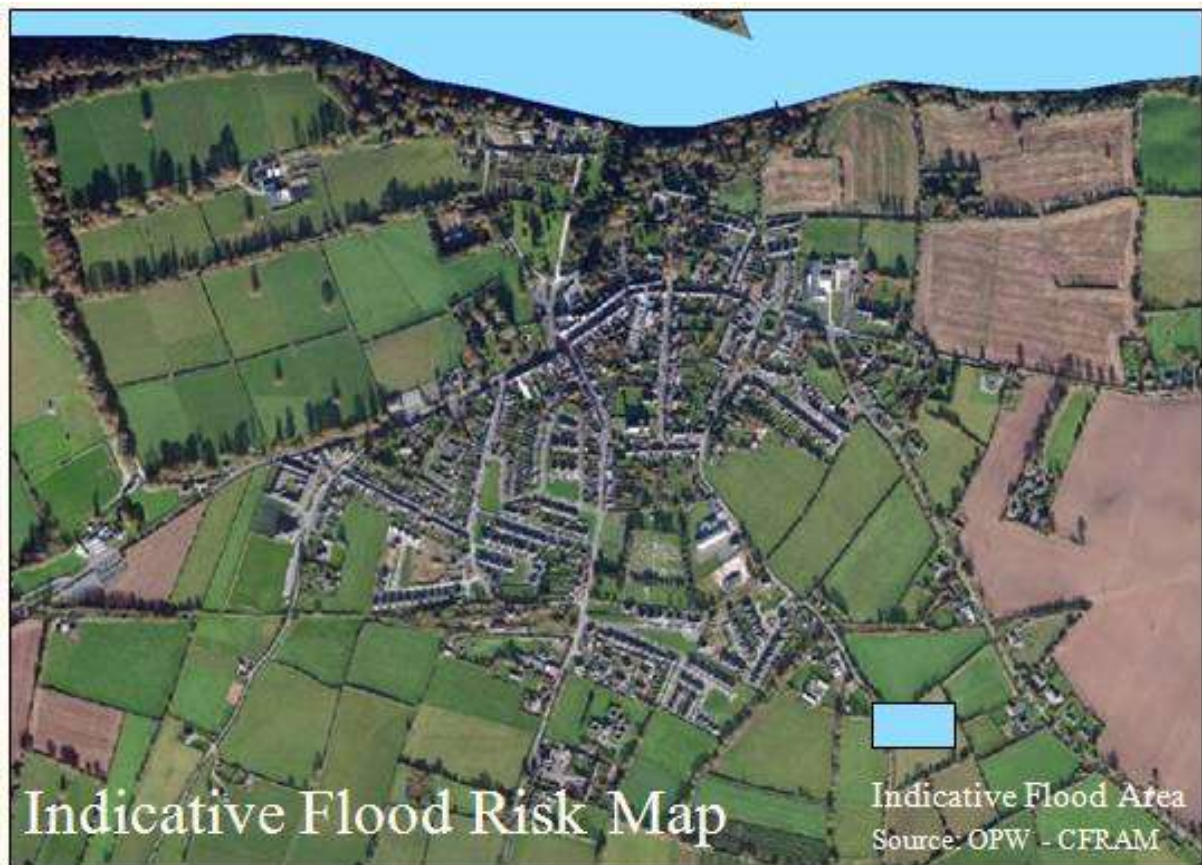 Indicative Flood Risk Map
Indicative Flood Area
Source: OPW - CFRAM